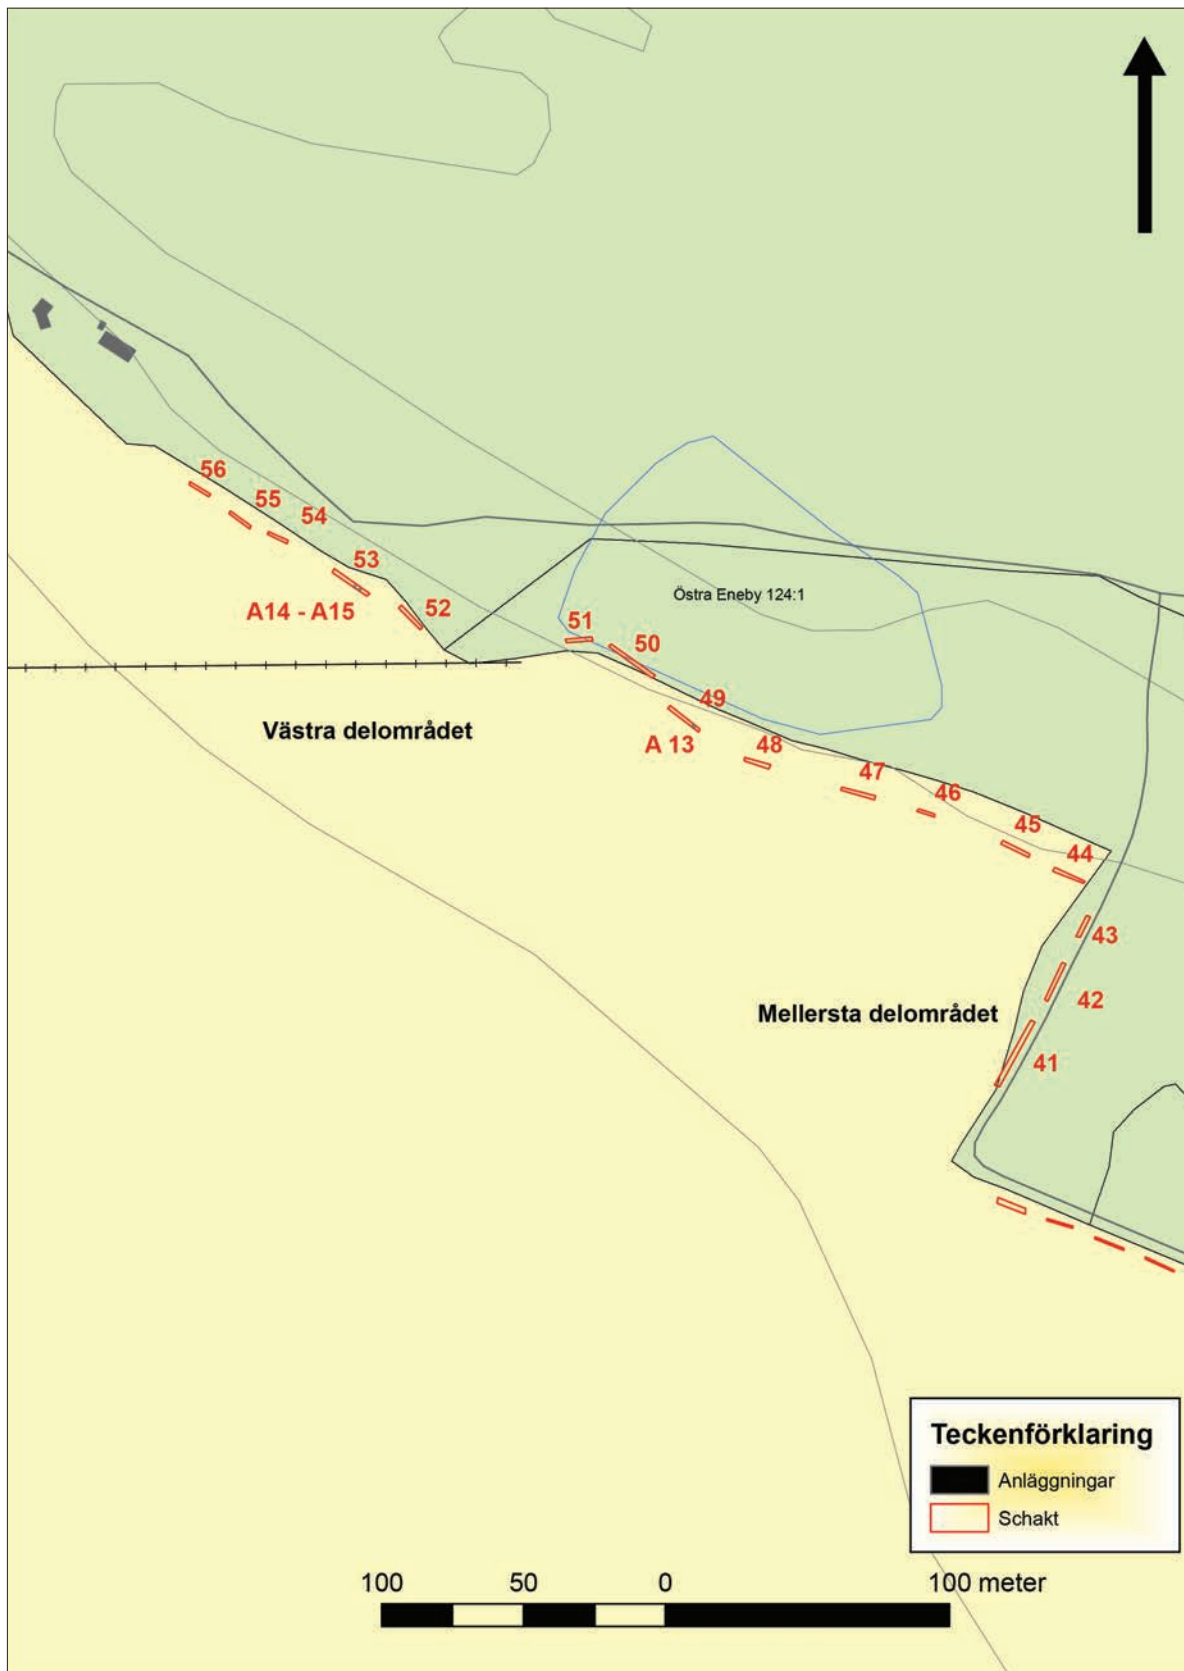 56
55
54
53
A14 - A15
52
Östra Eneby 124:1
51
50
49
Västra delområdet
A 13
48
47
46
45
44
43
42
Mellersta delområdet
41
Teckenförklaring
Anläggningar
Schakt
100 50 0 100 meter